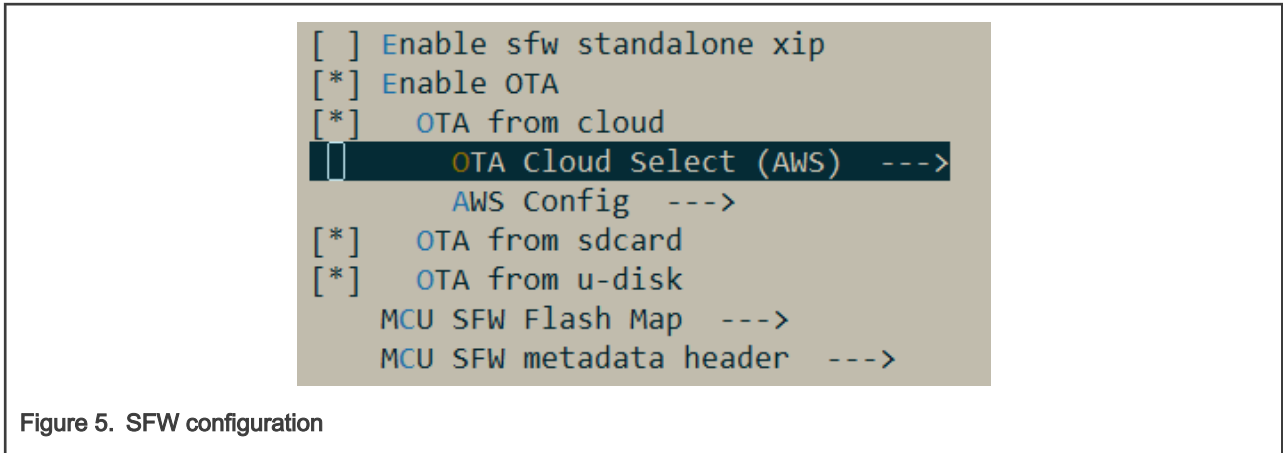 [ ] Enable sfw standalone xip
[*] Enable OTA
[*]   OTA from cloud
        OTA Cloud Select (AWS)  --->
        AWS Config  --->
[*]   OTA from sdcard
[*]   OTA from u-disk
    MCU SFW Flash Map  --->
    MCU SFW metadata header  --->
Figure 5. SFW configuration